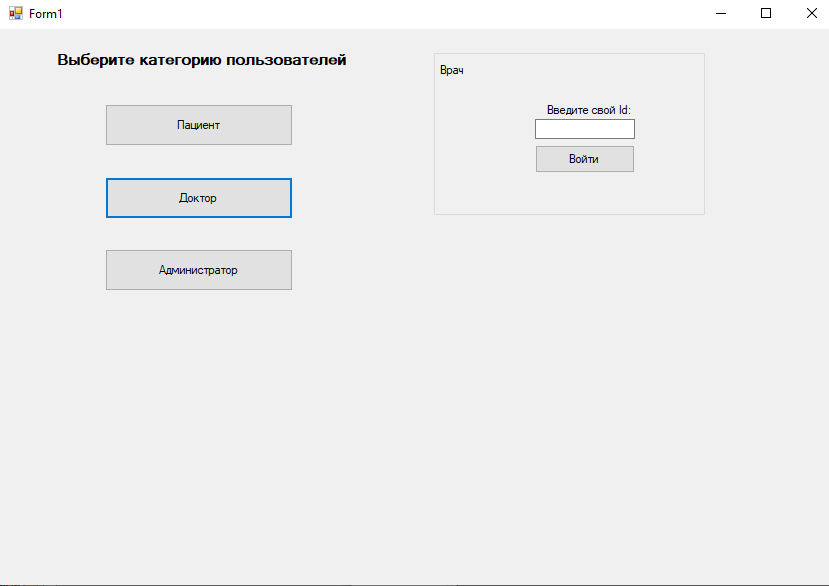 Form1
Выберите категорию пользователей
Пациент
Доктор
Администратор
Врач
Введите свой Id:
Войти